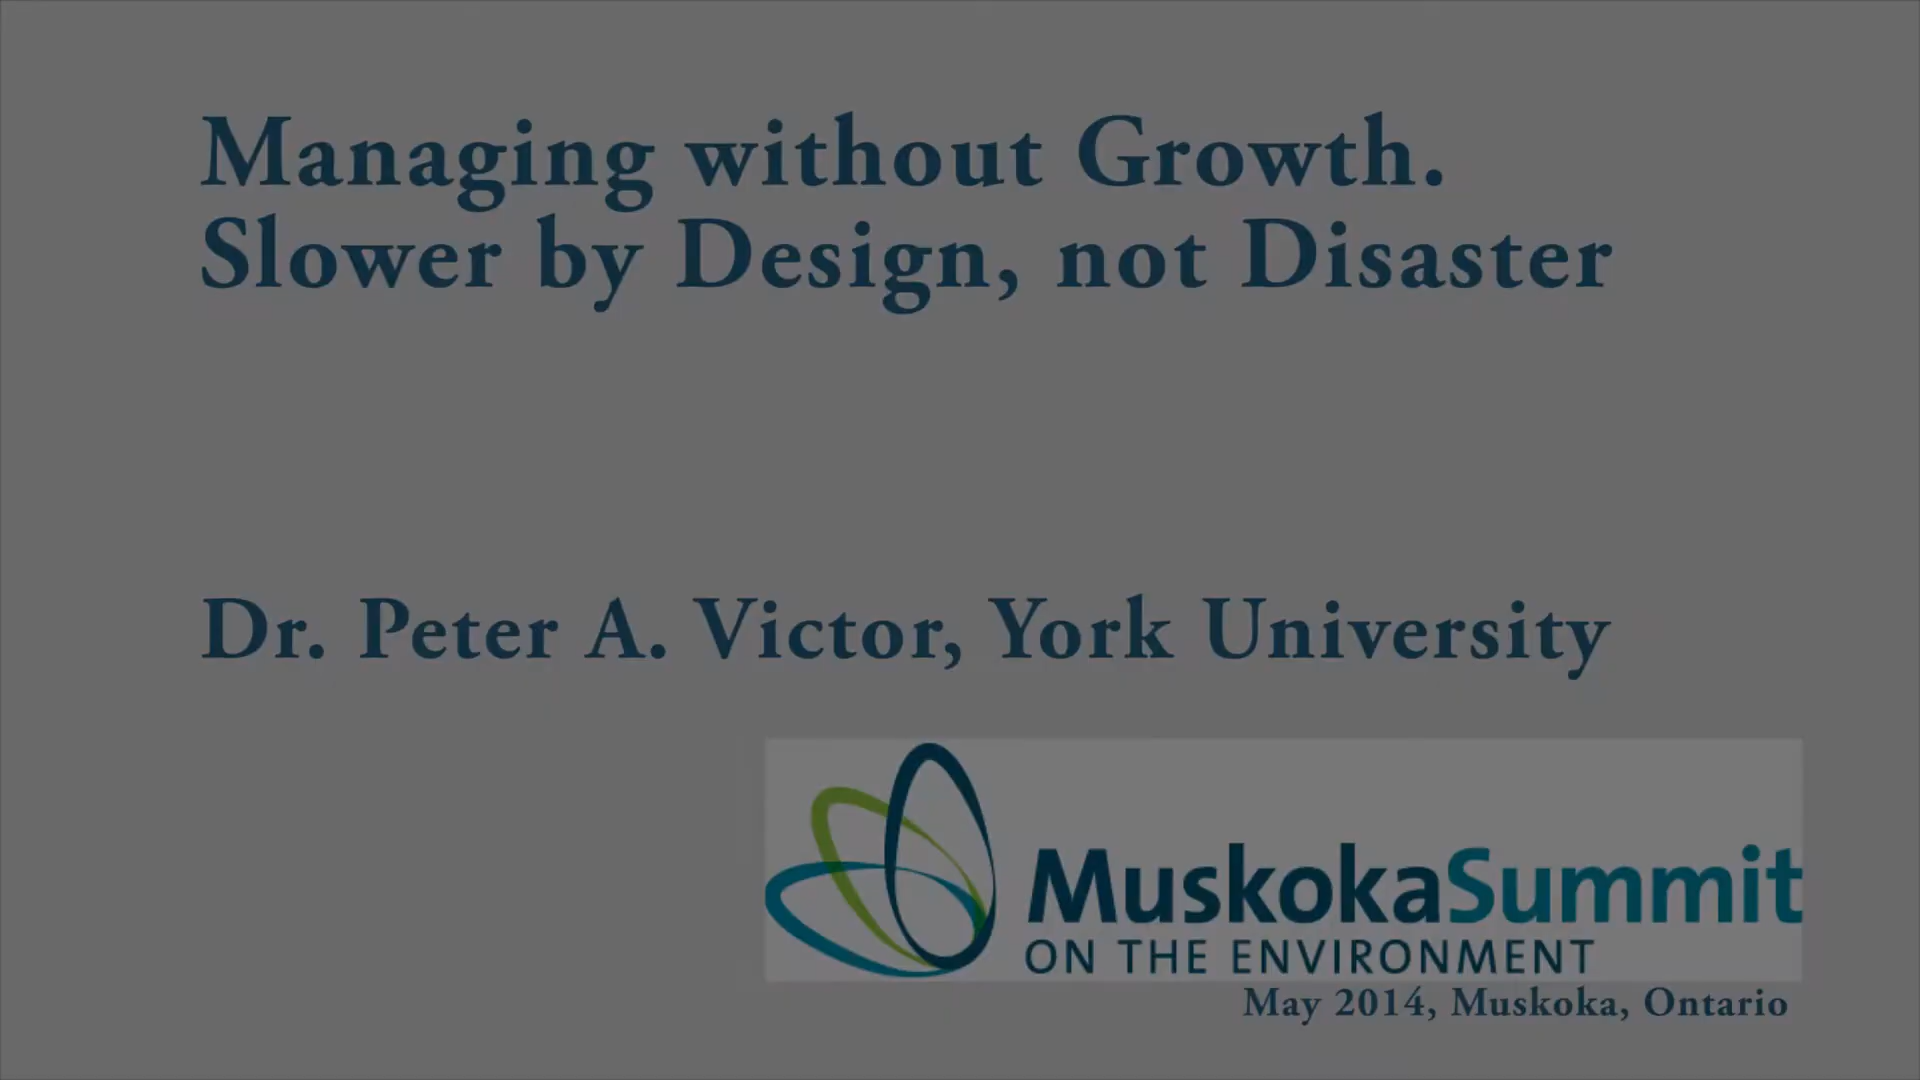 Managing without Growth.
Slower by Design, not Disaster
Dr. Peter A. Victor, York University
MuskokaSummit
ON THE ENVIRONMENT
May 2014, Muskoka, Ontario